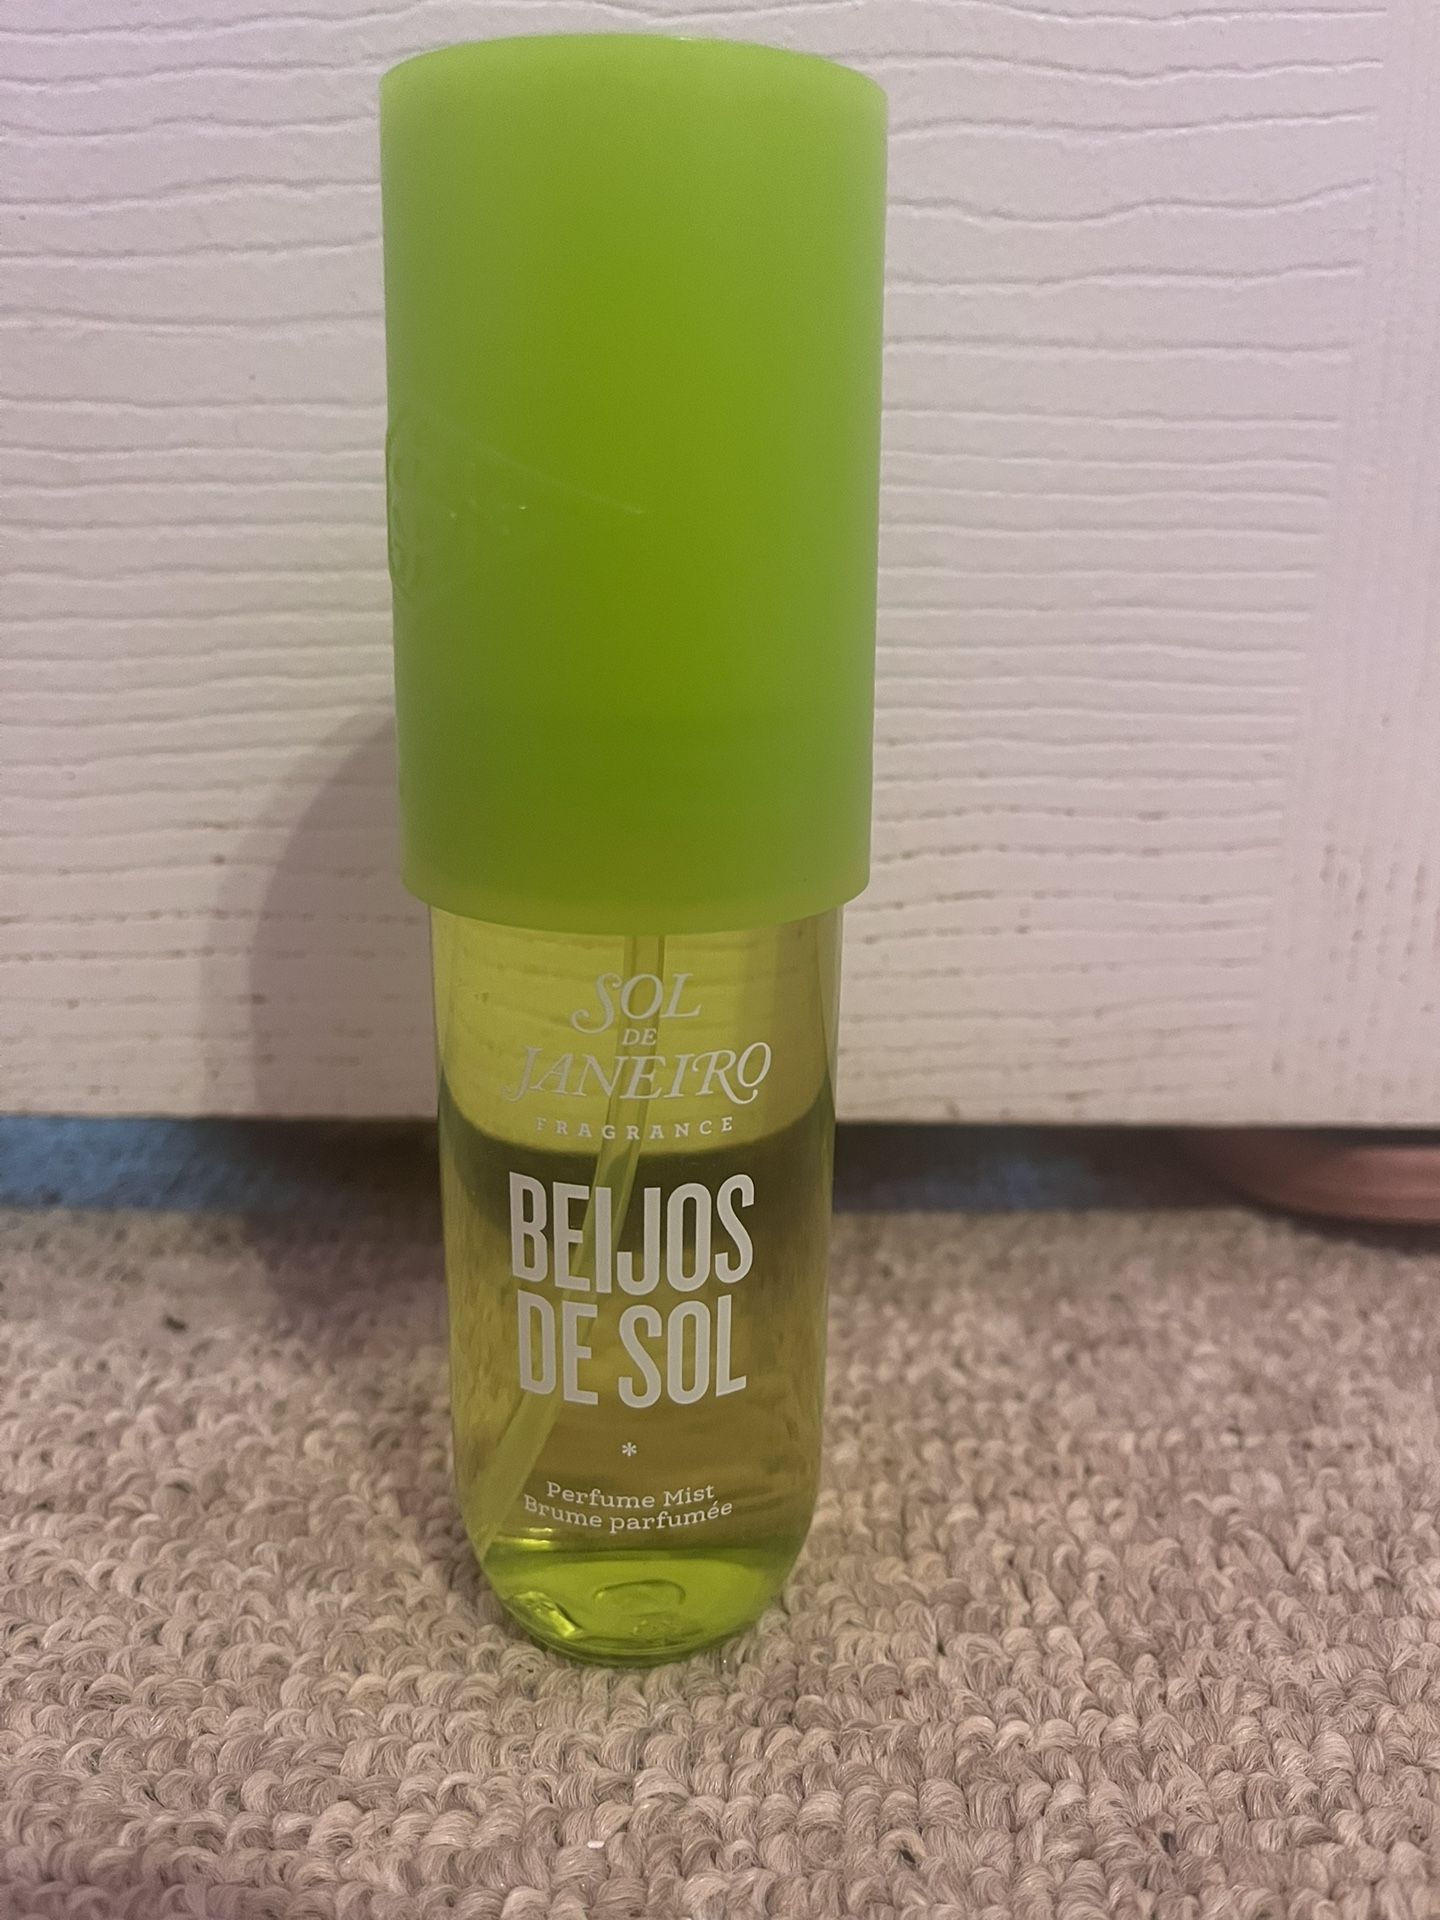 SOL
DE
JANEIRO
FRAGRANCE
BEIJOS
DE SOL
*
Perfume Mist
Brume parfumée